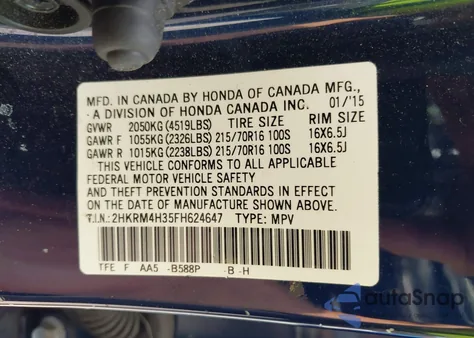 MFD. IN CANADA BY HONDA OF CANADA MFG.,
- A DIVISION OF HONDA CANADA INC. 01/'15
GVWR 2050KG (4519LBS) TIRE SIZE RIM SIZE
GAWR F 1055KG (2326LBS) 215/70R16 100S 16X6.5J
GAWR R 1015KG (2238LBS) 215/70R16 100S 16X6.5J
THIS VEHICLE CONFORMS TO ALL APPLICABLE
FEDERAL MOTOR VEHICLE SAFETY
AND THEFT PREVENTION STANDARDS IN EFFECT
ON THE DATE OF MANUFACTURE SHOWN ABOVE.
V.I.N.: 2HKRM4H35FH624647 TYPE: MPV
TFE F AA5 -B588P -B -H
autoSnap